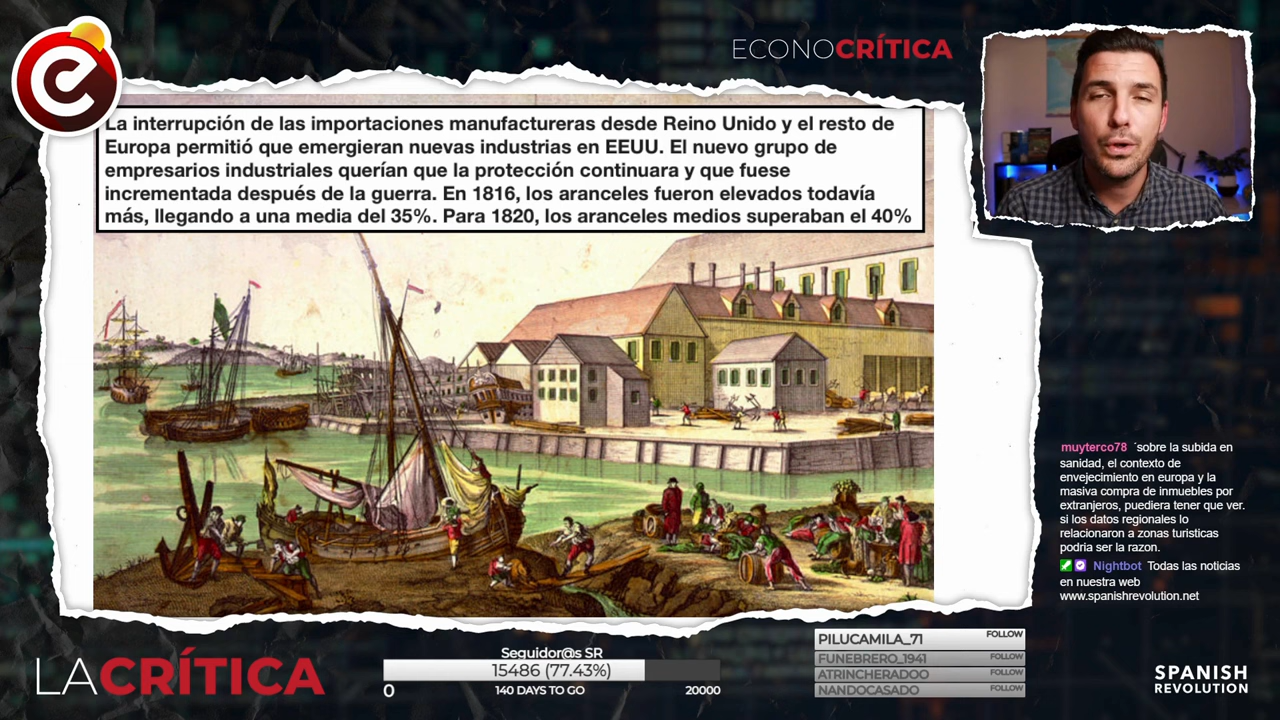 e
ECONOCRÍTICA
La interrupción de las importaciones manufactureras desde Reino Unido y el resto de
Europa permitió que emergieran nuevas industrias en EEUU. El nuevo grupo de
empresarios industriales querían que la protección continuara y que fuese
incrementada después de la guerra. En 1816, los aranceles fueron elevados todavía
más, llegando a una media del 35%. Para 1820, los aranceles medios superaban el 40%
muyterco78 ´sobre la subida en
sanidad, el contexto de
envejecimiento en europa y la
masiva compra de inmuebles por
extranjeros, puediera tener que ver.
si los datos regionales lo
relacionaron a zonas turisticas
podria ser la razon.
Nightbot Todas las noticias
en nuestra web
www.spanishrevolution.net
LACRÍTICA
Seguidor@s SR
15486 (77.43%)
0
140 DAYS TO GO
20000
PILUCAMILA_71 FOLLOW
FUNEBRERO_1941 FOLLOW
ATRINCHERADOO FOLLOW
NANDOCASADO FOLLOW
SPANISH
REVOLUTION